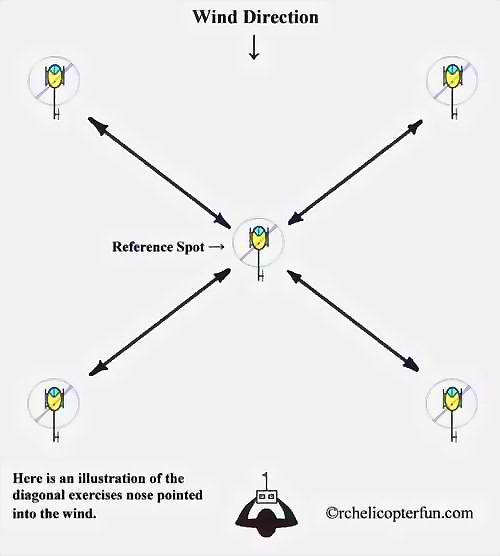 Wind Direction
Reference Spot
Here is an illustration of the
diagonal exercises nose pointed
into the wind.
©rchelicopterfun.com